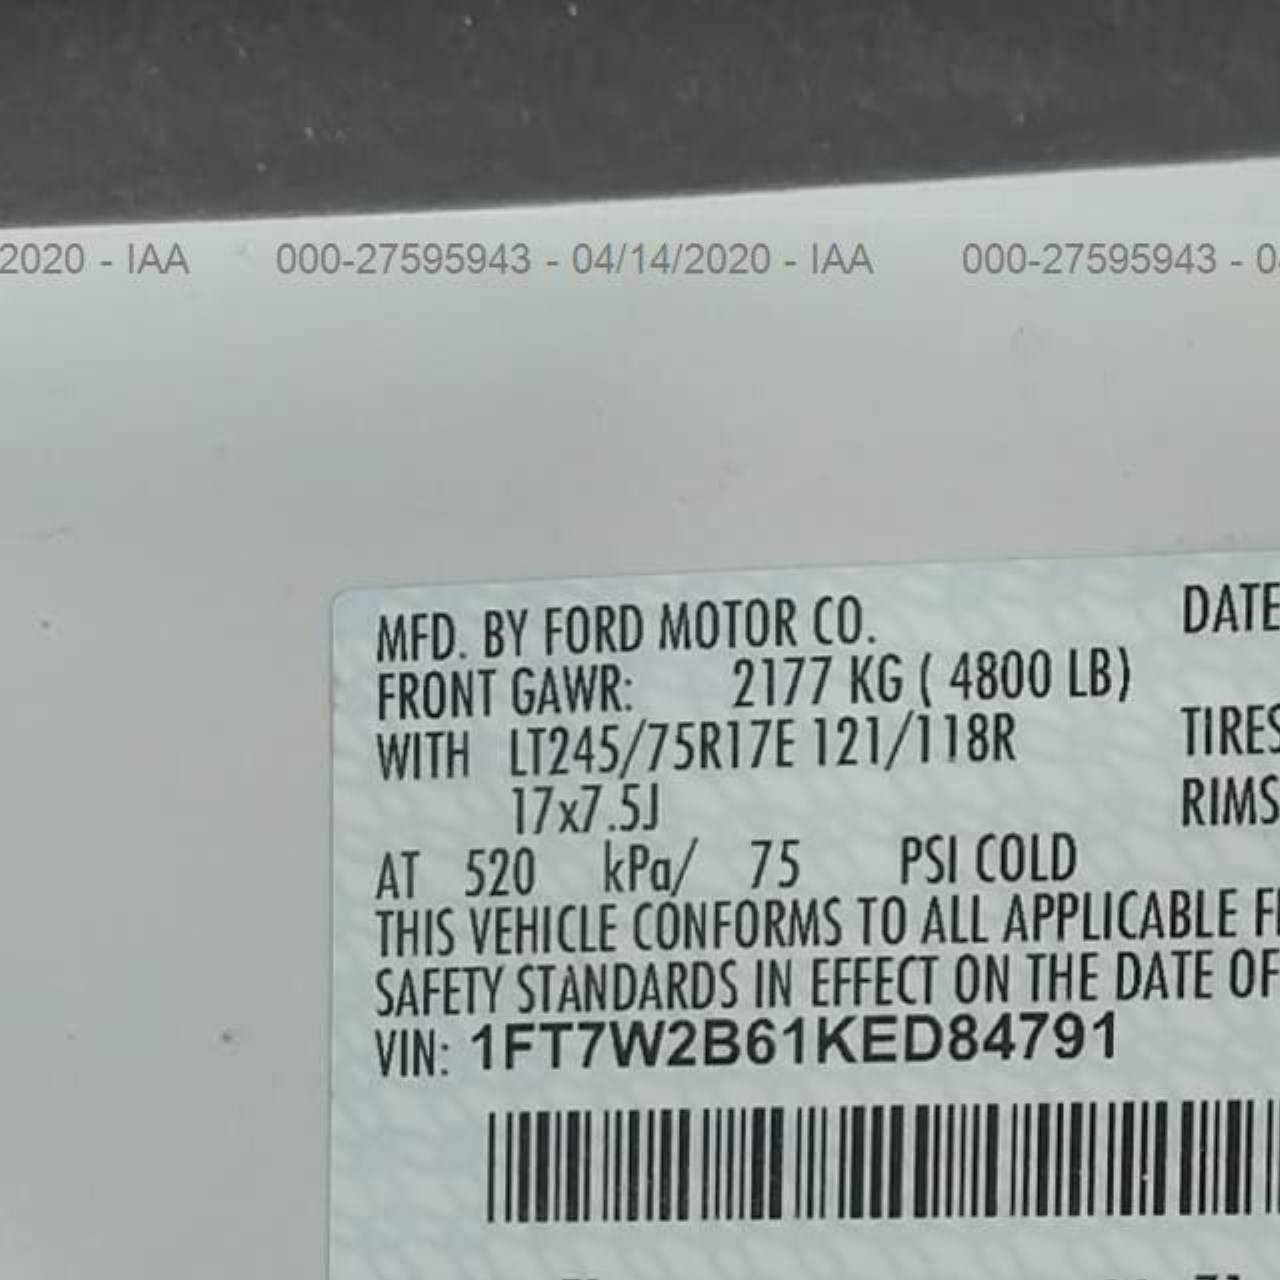 2020 - IAA 000-27595943 - 04/14/2020 - IAA 000-27595943 - 0
MFD. BY FORD MOTOR CO. DATE
FRONT GAWR: 2177 KG ( 4800 LB)
WITH LT245/75R17E 121/118R TIRES
17x7.5J RIMS
AT 520 kPa/ 75 PSI COLD
THIS VEHICLE CONFORMS TO ALL APPLICABLE F
SAFETY STANDARDS IN EFFECT ON THE DATE OF
VIN: 1FT7W2B61KED84791